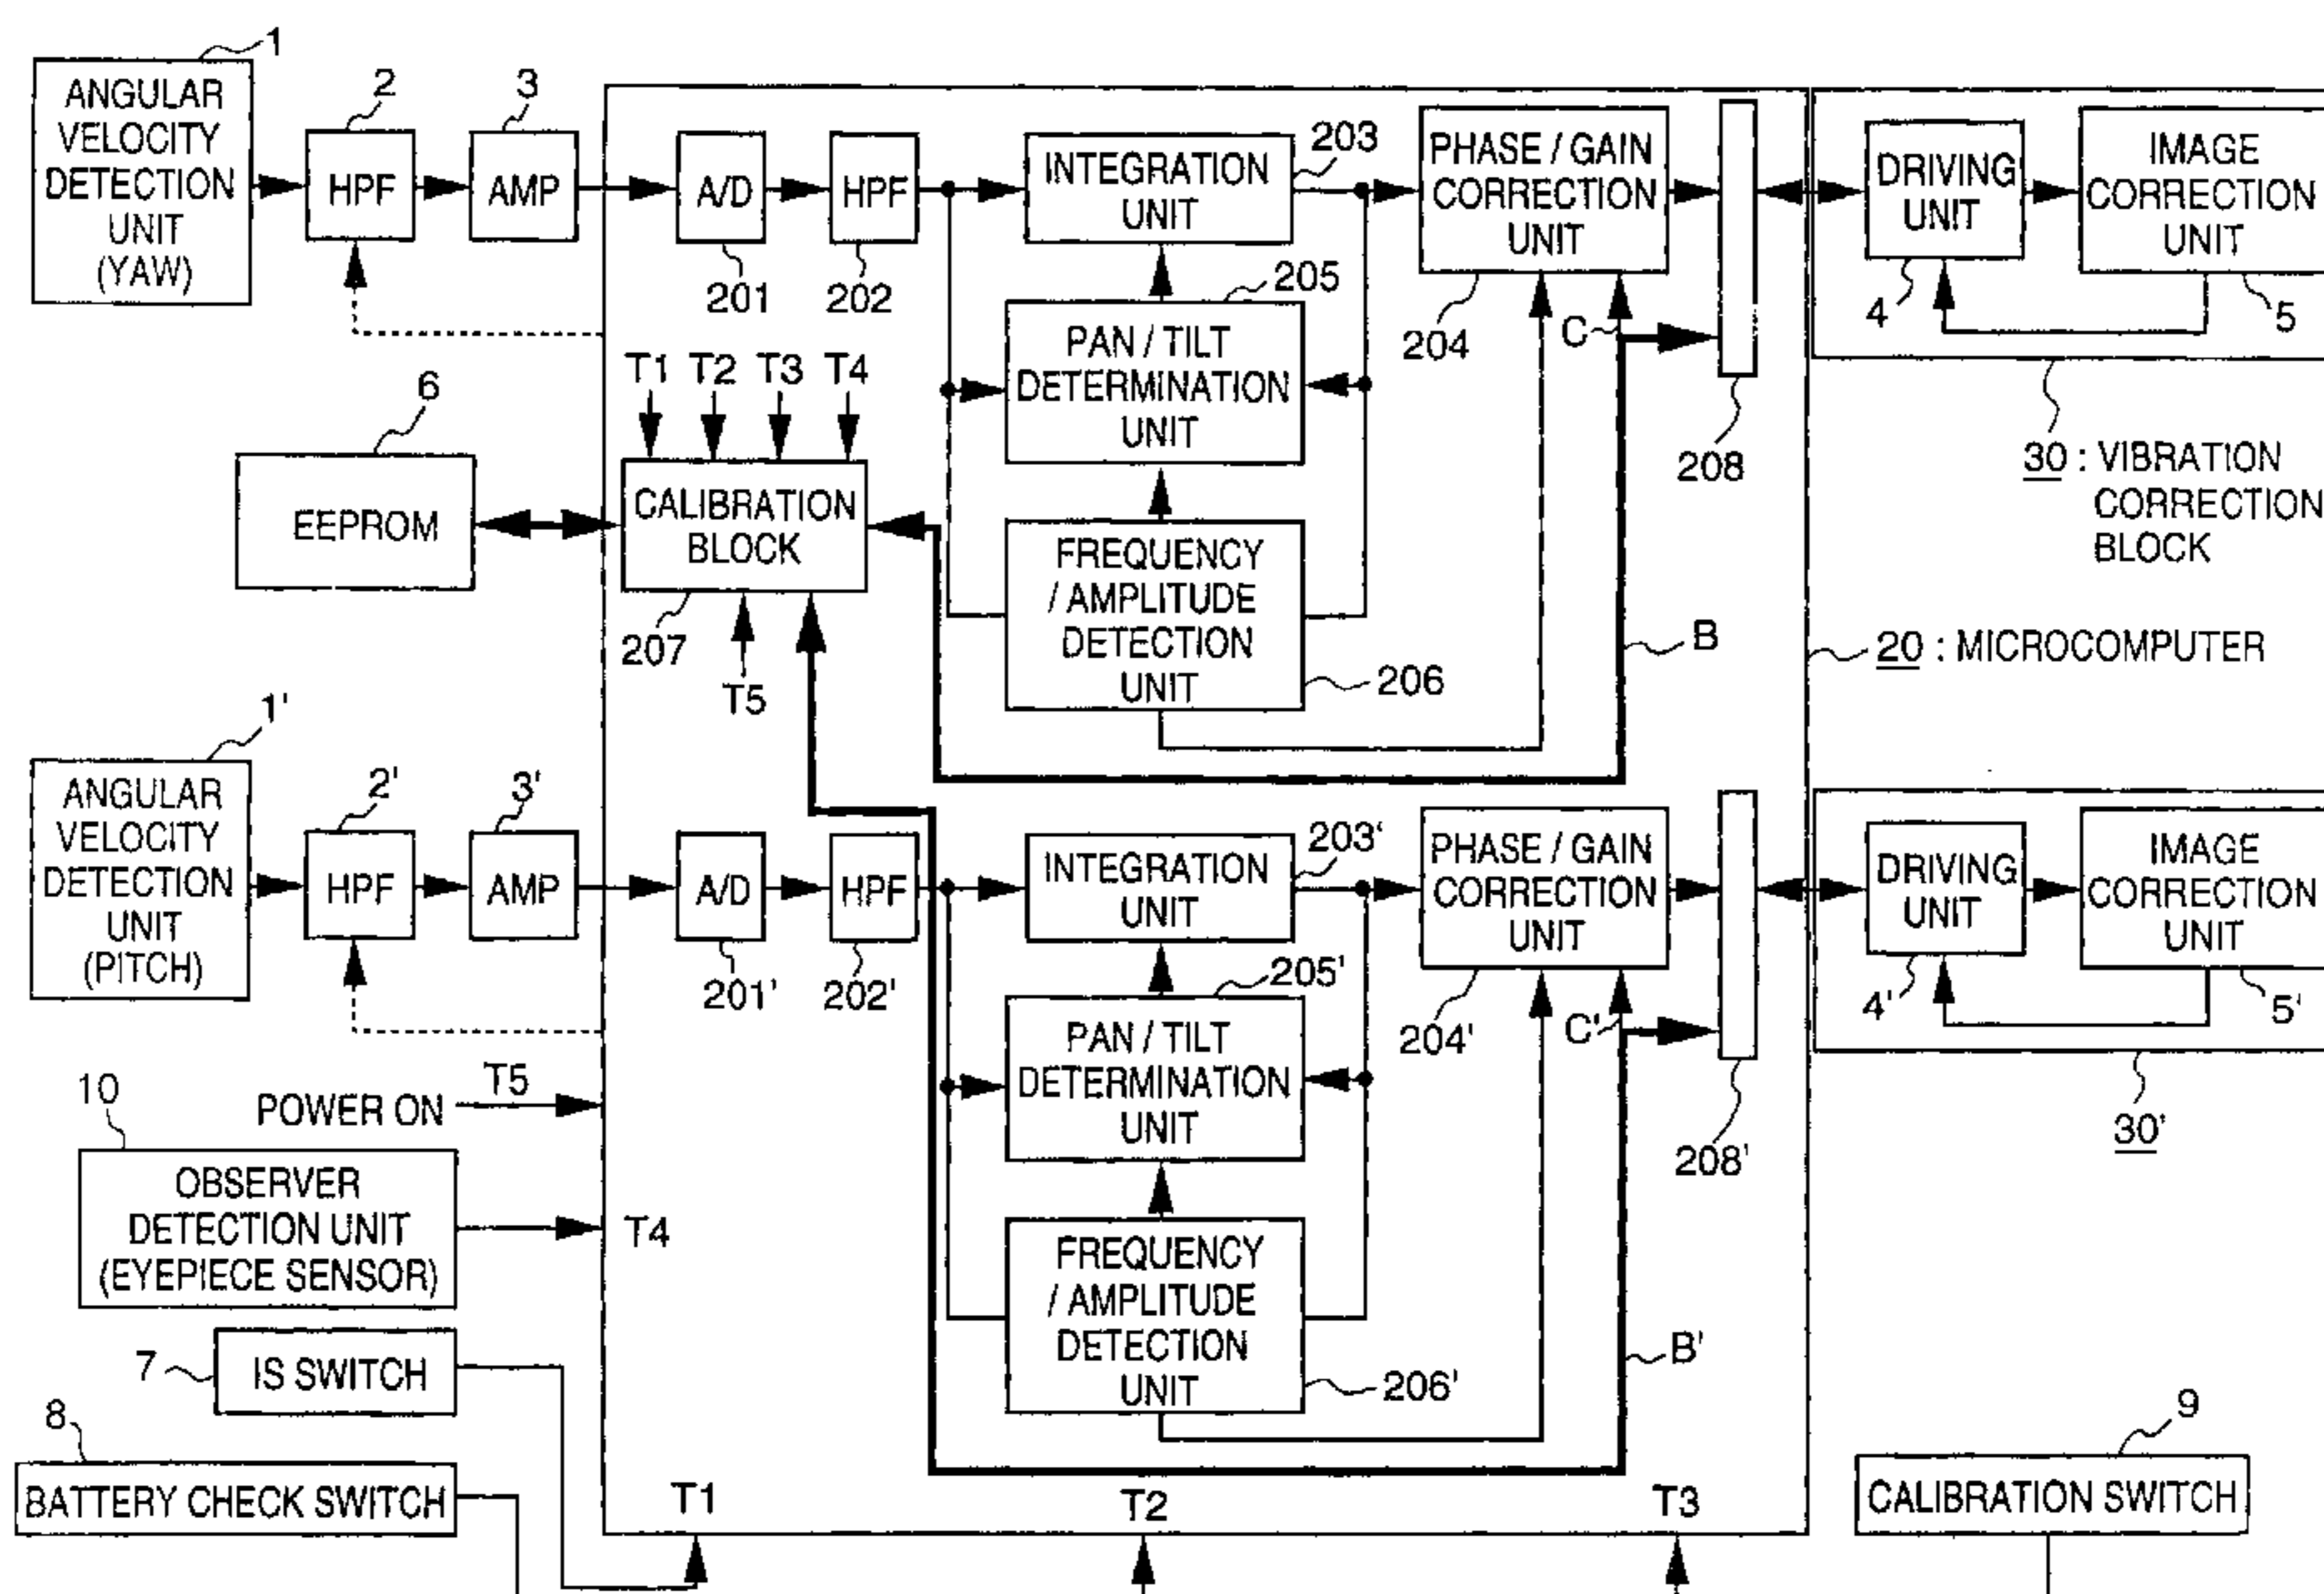 1
ANGULAR
VELOCITY
DETECTION
UNIT
(YAW)
2
HPF
3
AMP
A/D
201
HPF
202
INTEGRATION
UNIT
203
PHASE / GAIN
CORRECTION
UNIT
204
DRIVING
UNIT
4
IMAGE
CORRECTION
UNIT
5
205
PAN / TILT
DETERMINATION
UNIT
C
208
30 : VIBRATION
CORRECTION
BLOCK
T1 T2 T3 T4
6
EEPROM
CALIBRATION
BLOCK
207
T5
FREQUENCY
/ AMPLITUDE
DETECTION
UNIT
206
B
20 : MICROCOMPUTER
1'
ANGULAR
VELOCITY
DETECTION
UNIT
(PITCH)
2'
HPF
3'
AMP
A/D
201'
HPF
202'
INTEGRATION
UNIT
203'
PHASE / GAIN
CORRECTION
UNIT
204'
DRIVING
UNIT
4'
IMAGE
CORRECTION
UNIT
5'
205'
PAN / TILT
DETERMINATION
UNIT
C'
208'
30'
POWER ON
T5
10
OBSERVER
DETECTION UNIT
(EYEPIECE SENSOR)
T4
FREQUENCY
/ AMPLITUDE
DETECTION
UNIT
206'
B'
7
IS SWITCH
8
BATTERY CHECK SWITCH
T1
T2
T3
9
CALIBRATION SWITCH